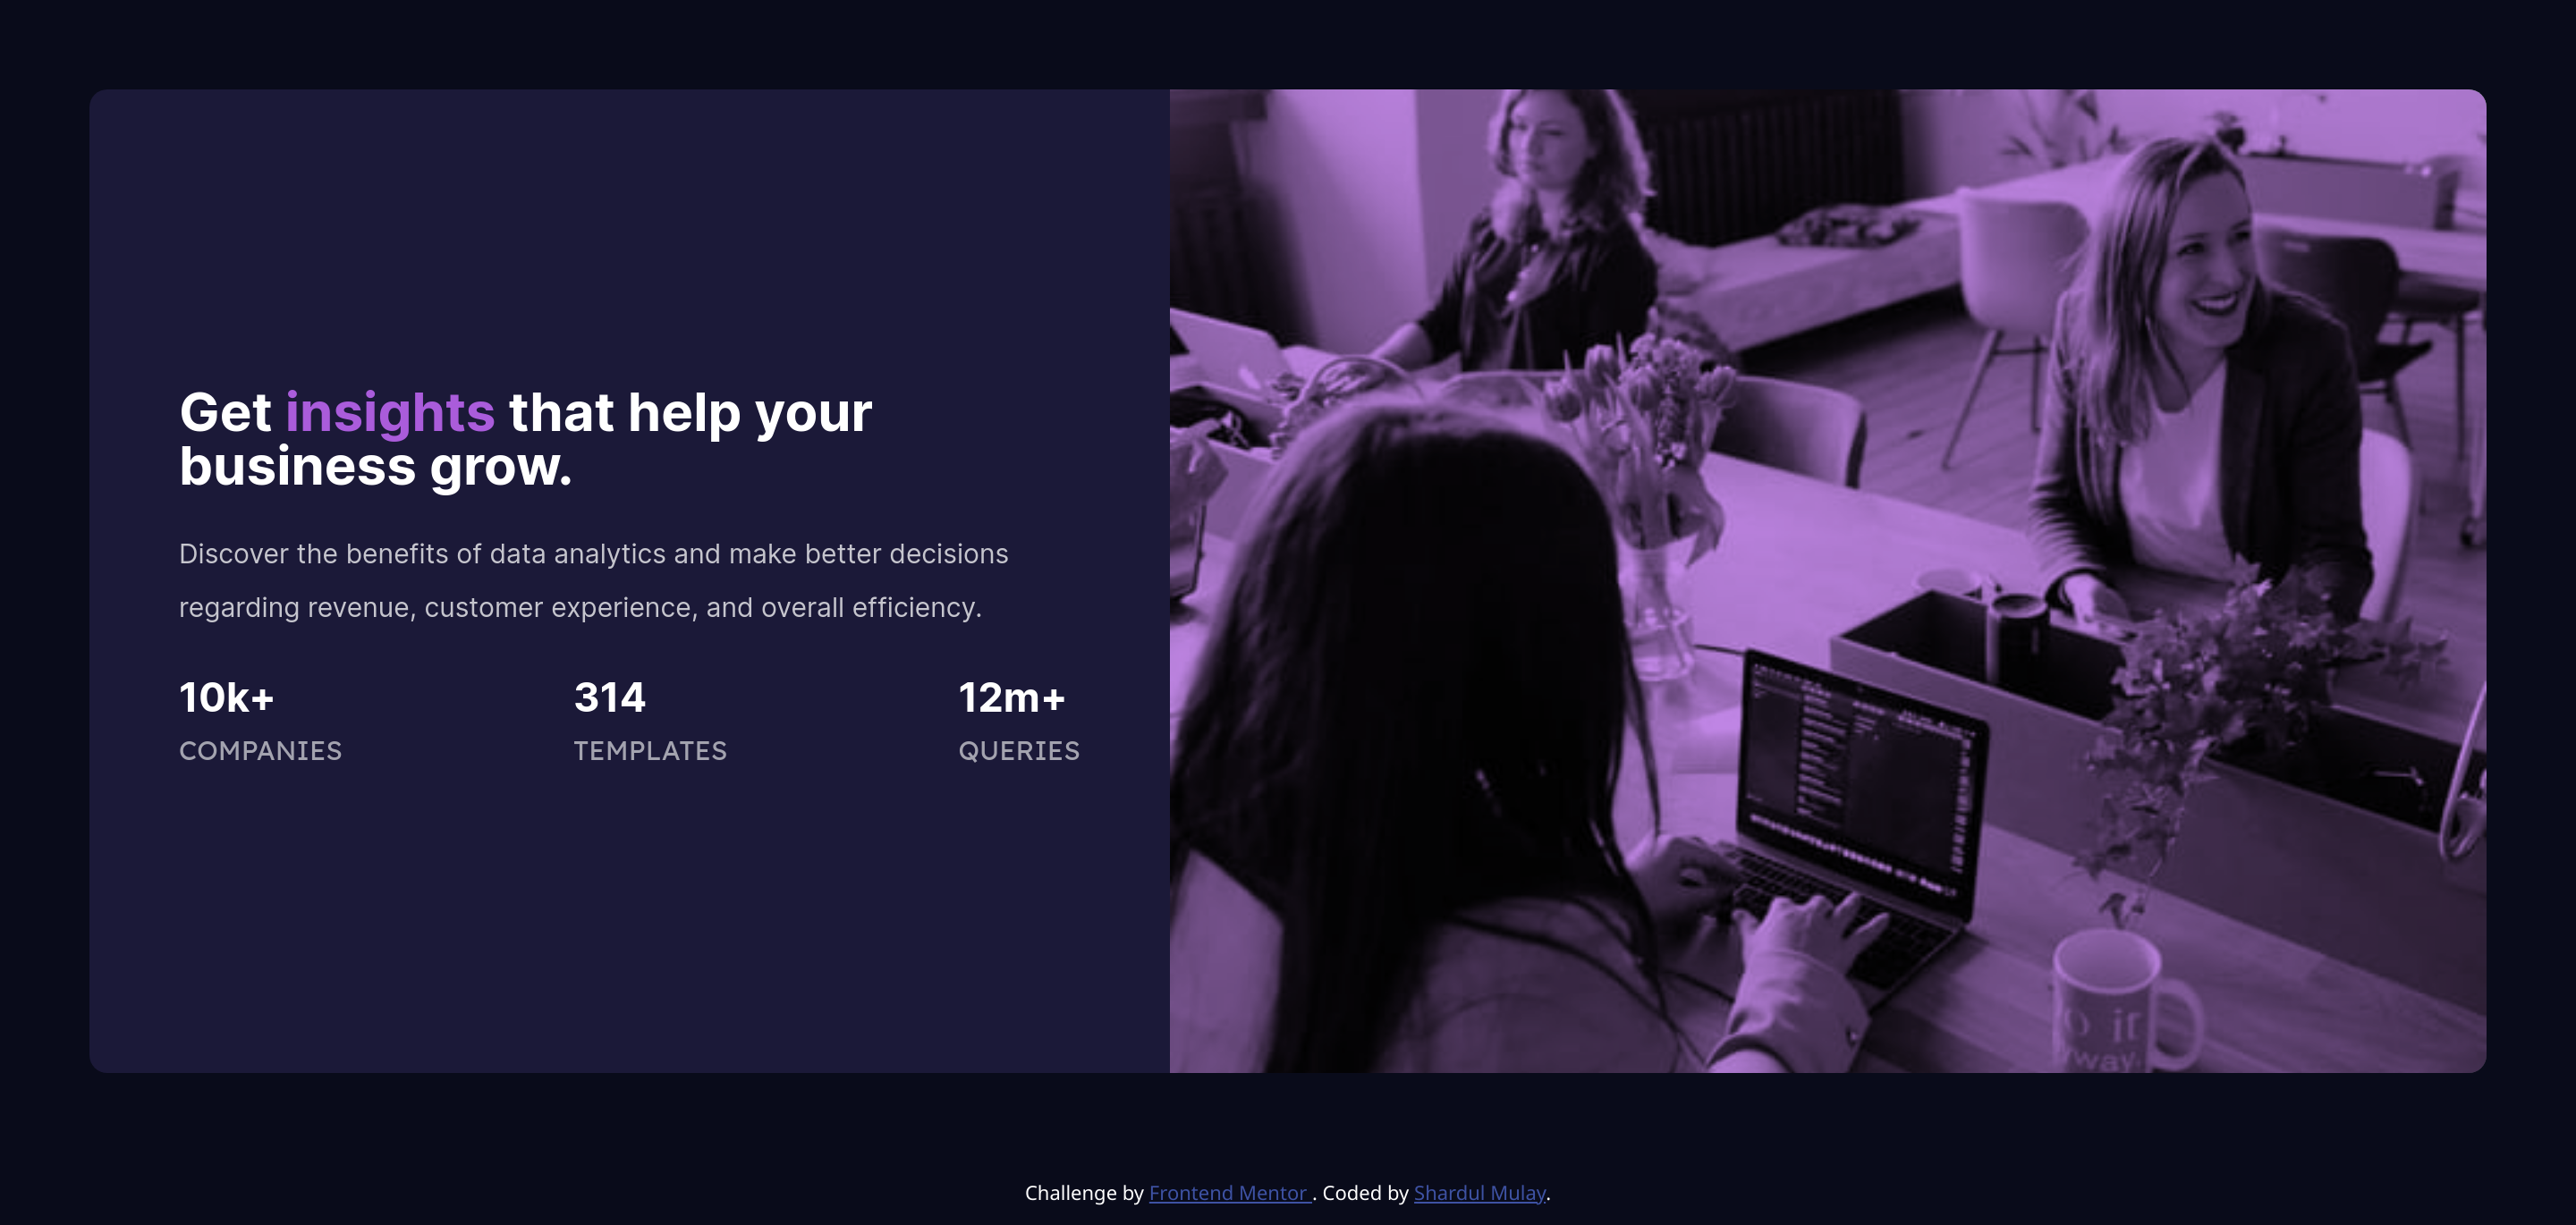 Get insights that help your
business grow.
Discover the benefits of data analytics and make better decisions
regarding revenue, customer experience, and overall efficiency.
10k+ 314 12m+
COMPANIES TEMPLATES QUERIES
Challenge by Frontend Mentor . Coded by Shardul Mulay.